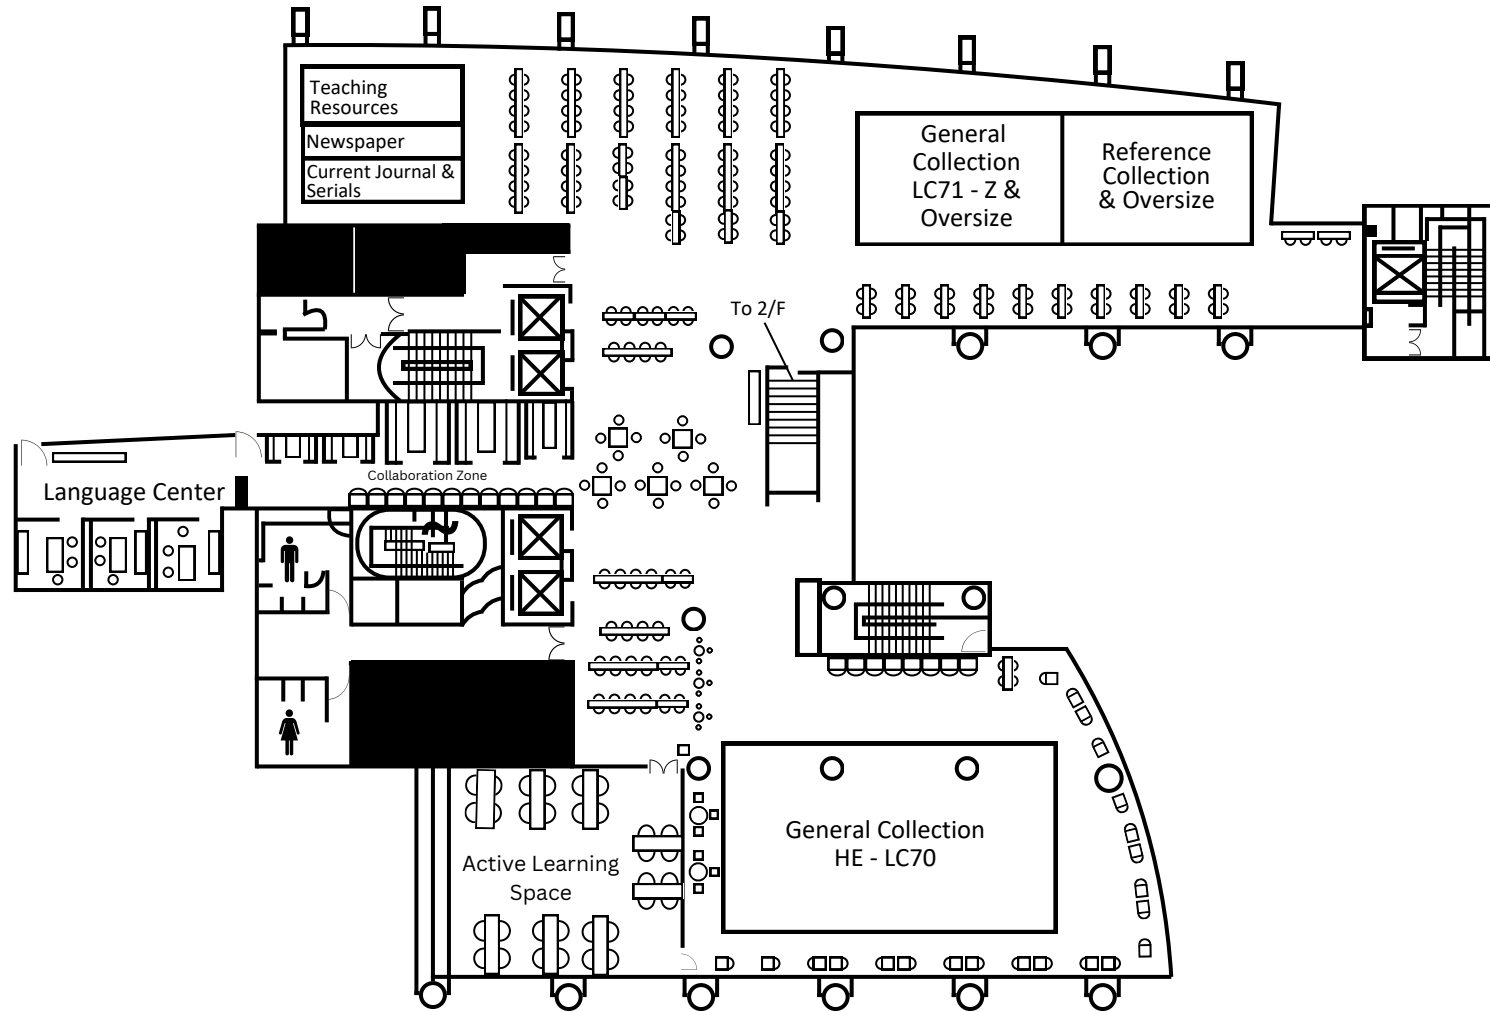 Teaching
Resources
Newspaper
Current Journal &
Serials
General
Collection
LC71 - Z &
Oversize
Reference
Collection
& Oversize
To 2/F
Collaboration Zone
Language Center
General Collection
HE - LC70
Active Learning
Space